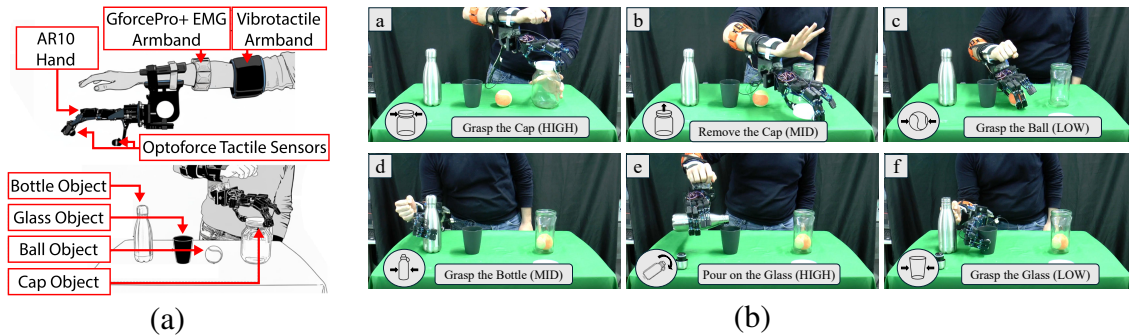 GforcePro+ EMG Armband
Vibrotactile Armband
AR10 Hand
Optoforce Tactile Sensors
Bottle Object
Glass Object
Ball Object
Cap Object
(a)
a
Grasp the Cap (HIGH)
b
Remove the Cap (MID)
c
Grasp the Ball (LOW)
d
Grasp the Bottle (MID)
e
Pour on the Glass (HIGH)
f
Grasp the Glass (LOW)
(b)